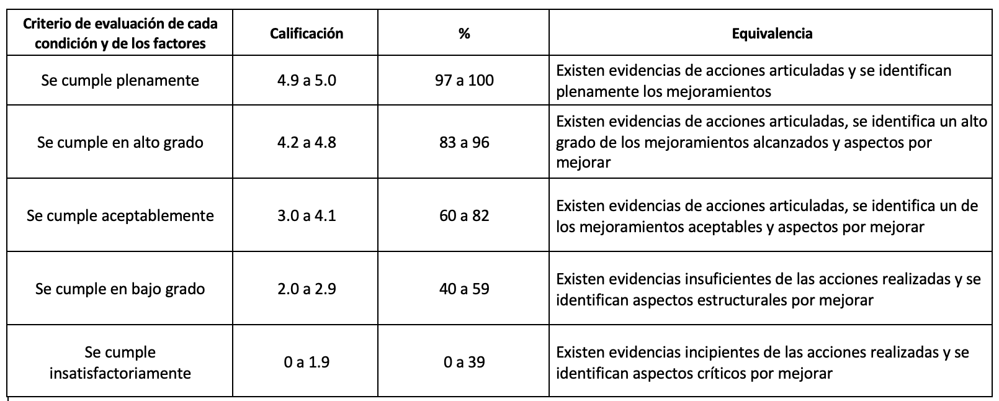 Criterio de evaluación de cada
condición y de los factores
Calificación
%
Equivalencia
Se cumple plenamente
4.9 a 5.0
97 a 100
Existen evidencias de acciones articuladas y se identifican
plenamente los mejoramientos
Se cumple en alto grado
4.2 a 4.8
83 a 96
Existen evidencias de acciones articuladas, se identifica un alto
grado de los mejoramientos alcanzados y aspectos por
mejorar
Se cumple aceptablemente
3.0 a 4.1
60 a 82
Existen evidencias de acciones articuladas, se identifica un de
los mejoramientos aceptables y aspectos por mejorar
Se cumple en bajo grado
2.0 a 2.9
40 a 59
Existen evidencias insuficientes de las acciones realizadas y se
identifican aspectos estructurales por mejorar
Se cumple
insatisfactoriamente
0 a 1.9
0 a 39
Existen evidencias incipientes de las acciones realizadas y se
identifican aspectos críticos por mejorar